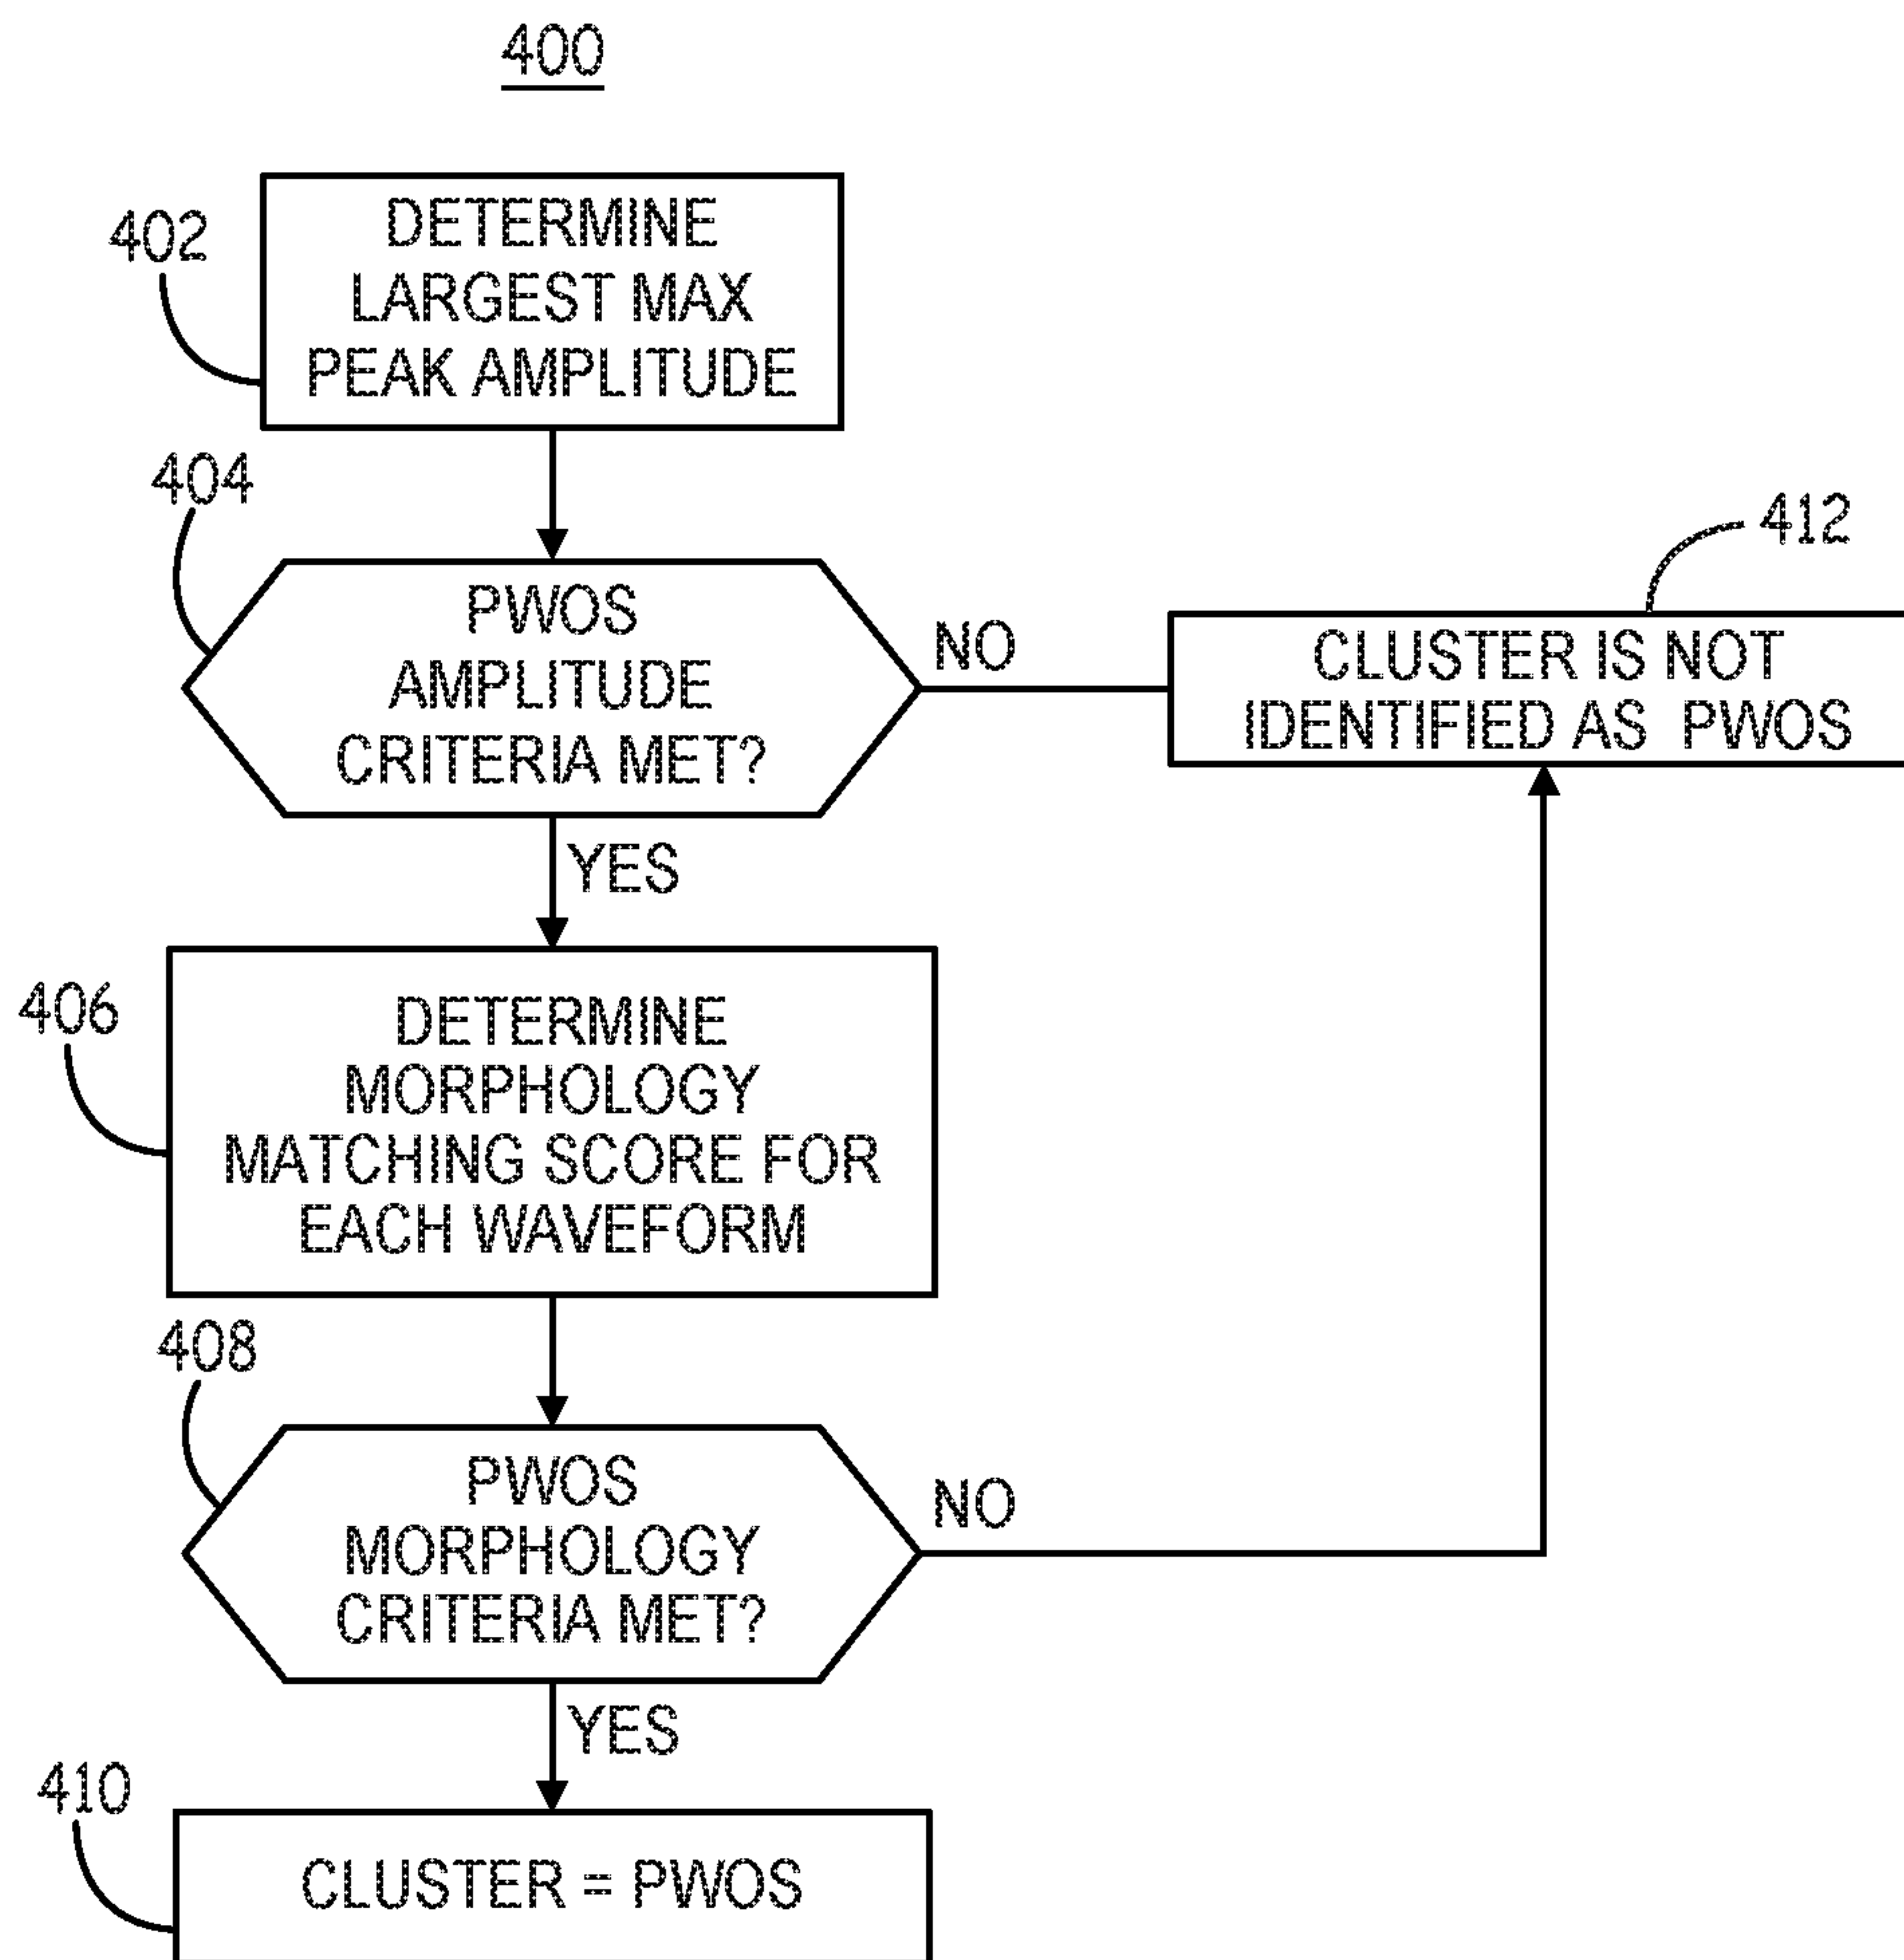 400
402
DETERMINE
LARGEST MAX
PEAK AMPLITUDE
404
PWOS
AMPLITUDE
CRITERIA MET?
NO
412
CLUSTER IS NOT
IDENTIFIED AS PWOS
YES
406
DETERMINE
MORPHOLOGY
MATCHING SCORE FOR
EACH WAVEFORM
408
PWOS
MORPHOLOGY
CRITERIA MET?
NO
YES
410
CLUSTER = PWOS